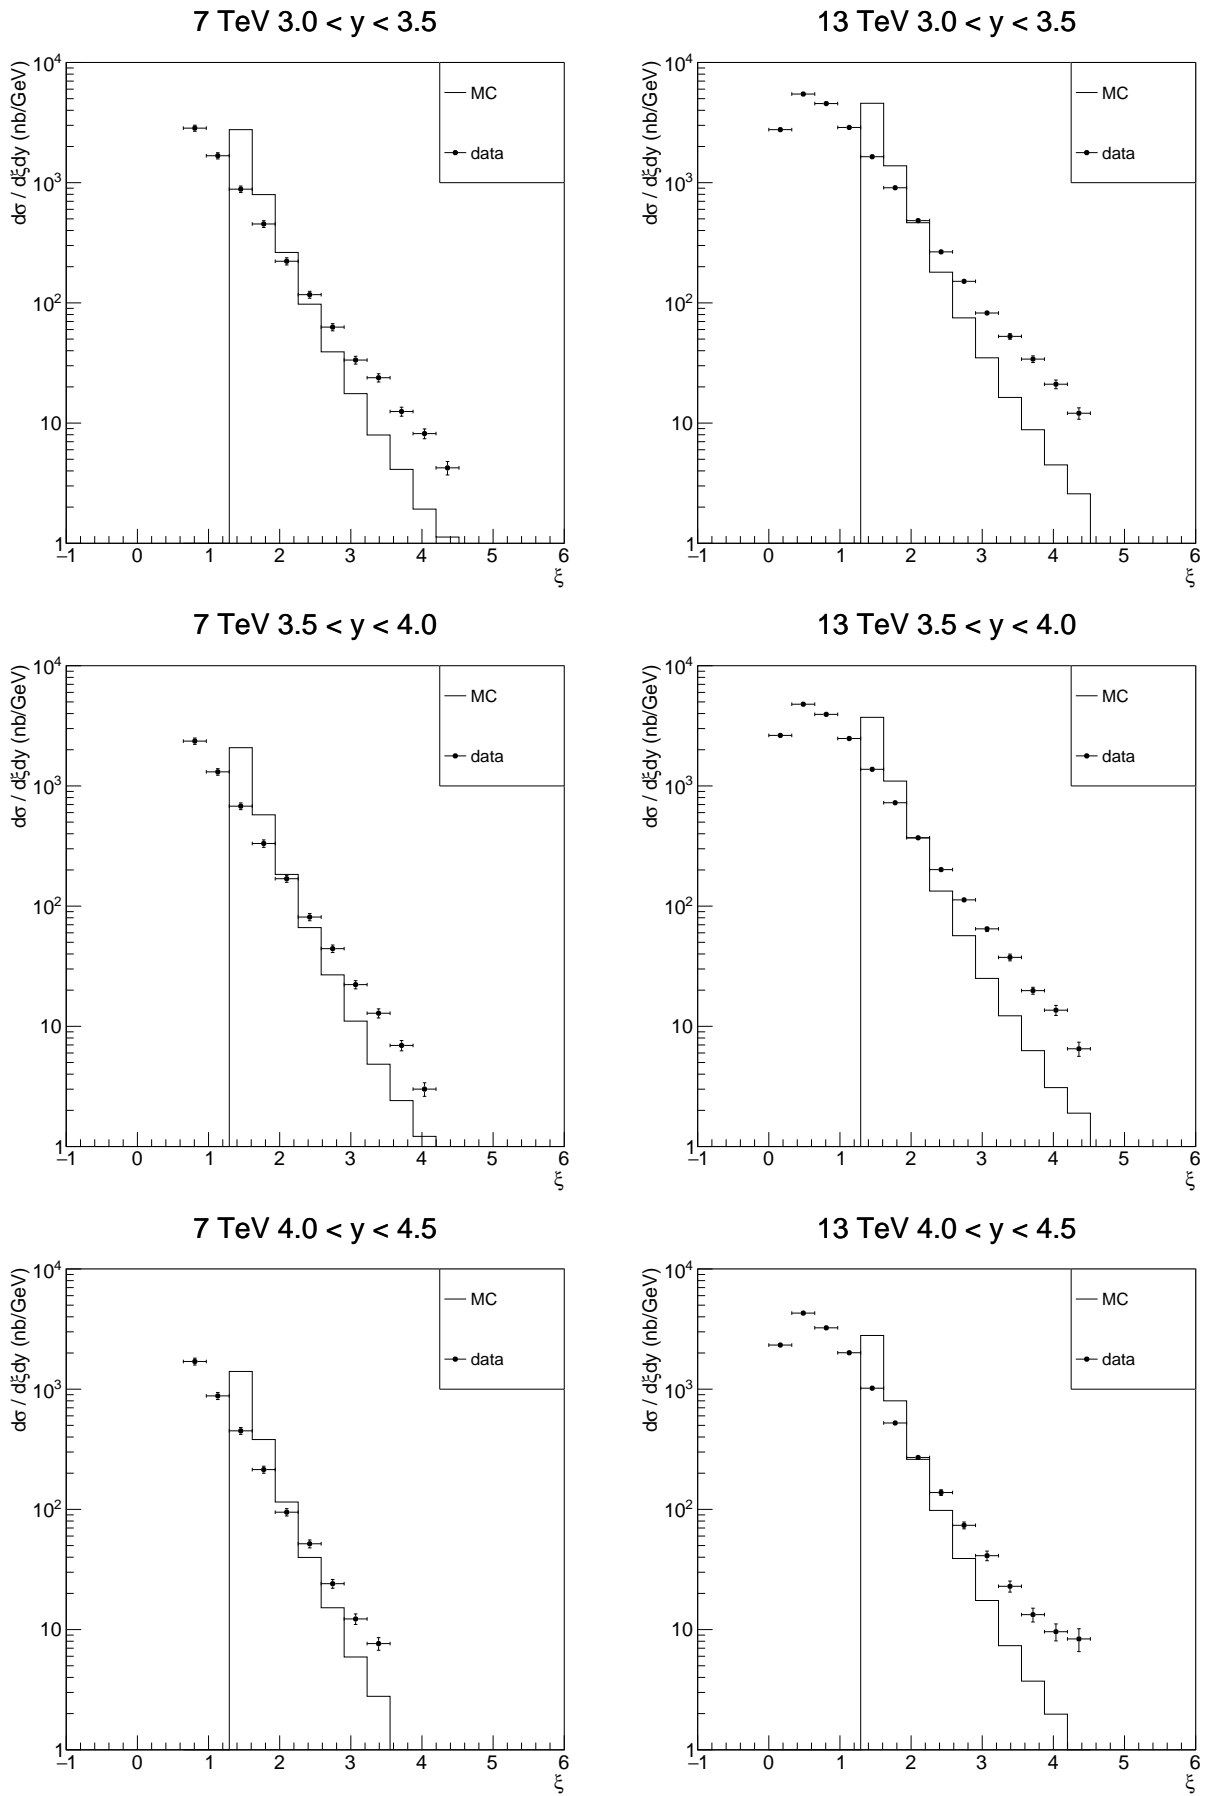 7 TeV 3.0 < y < 3.5
dσ / dξdy (nb/GeV)
10⁴
10³
10²
10
1
MC
data
−1 0 1 2 3 4 5 6
ξ
13 TeV 3.0 < y < 3.5
dσ / dξdy (nb/GeV)
10⁴
10³
10²
10
1
MC
data
−1 0 1 2 3 4 5 6
ξ
7 TeV 3.5 < y < 4.0
dσ / dξdy (nb/GeV)
10⁴
10³
10²
10
1
MC
data
−1 0 1 2 3 4 5 6
ξ
13 TeV 3.5 < y < 4.0
dσ / dξdy (nb/GeV)
10⁴
10³
10²
10
1
MC
data
−1 0 1 2 3 4 5 6
ξ
7 TeV 4.0 < y < 4.5
dσ / dξdy (nb/GeV)
10⁴
10³
10²
10
1
MC
data
−1 0 1 2 3 4 5 6
ξ
13 TeV 4.0 < y < 4.5
dσ / dξdy (nb/GeV)
10⁴
10³
10²
10
1
MC
data
−1 0 1 2 3 4 5 6
ξ